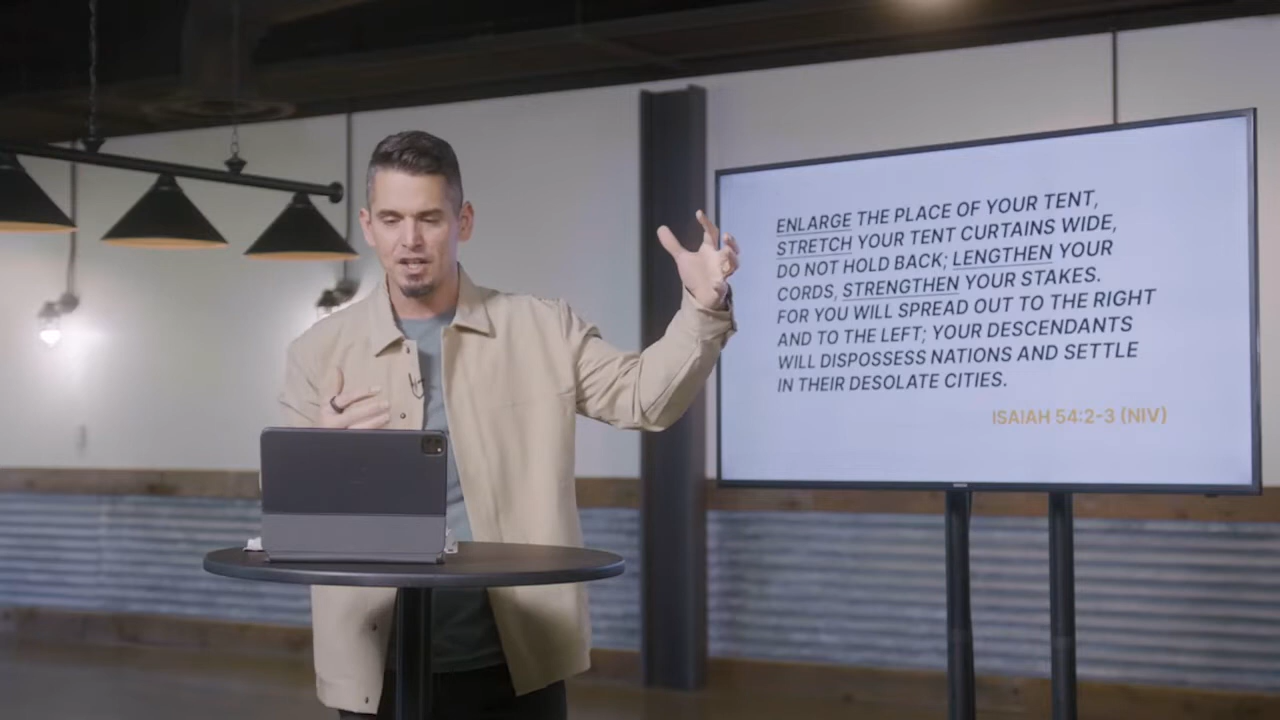 ENLARGE THE PLACE OF YOUR TENT,
STRETCH YOUR TENT CURTAINS WIDE,
DO NOT HOLD BACK; LENGTHEN YOUR
CORDS, STRENGTHEN YOUR STAKES.
FOR YOU WILL SPREAD OUT TO THE RIGHT
AND TO THE LEFT; YOUR DESCENDANTS
WILL DISPOSSESS NATIONS AND SETTLE
IN THEIR DESOLATE CITIES.
ISAIAH 54:2-3 (NIV)